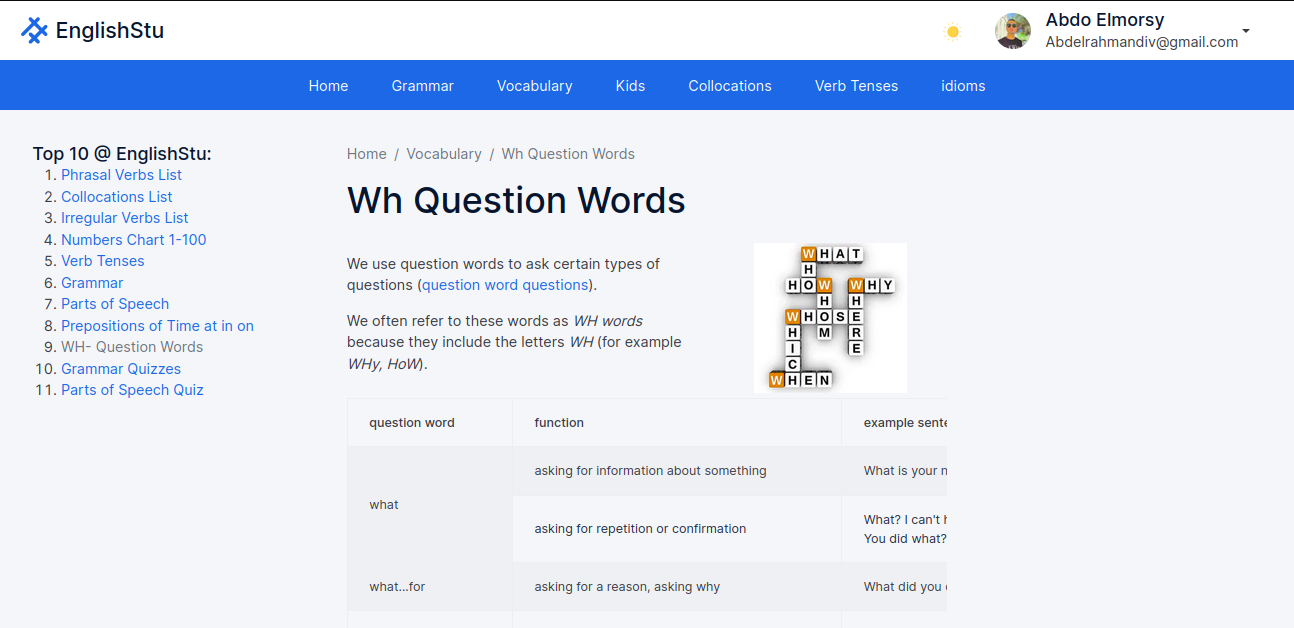 EnglishStu
Abdo Elmorsy
Abdelrahmandiv@gmail.com
Home Grammar Vocabulary Kids Collocations Verb Tenses idioms
Top 10 @ EnglishStu:
1. Phrasal Verbs List
2. Collocations List
3. Irregular Verbs List
4. Numbers Chart 1-100
5. Verb Tenses
6. Grammar
7. Parts of Speech
8. Prepositions of Time at in on
9. WH- Question Words
10. Grammar Quizzes
11. Parts of Speech Quiz
Home / Vocabulary / Wh Question Words
Wh Question Words
We use question words to ask certain types of
questions (question word questions).
We often refer to these words as WH words
because they include the letters WH (for example
WHy, HoW).
WHAT
HOW
WHY
WHO
WHOM
WHOSE
WHERE
WHICH
WHEN
question word function example
asking for information about something What is your
what
asking for repetition or confirmation What? I can't
You did what?
what...for asking for a reason, asking why What did you